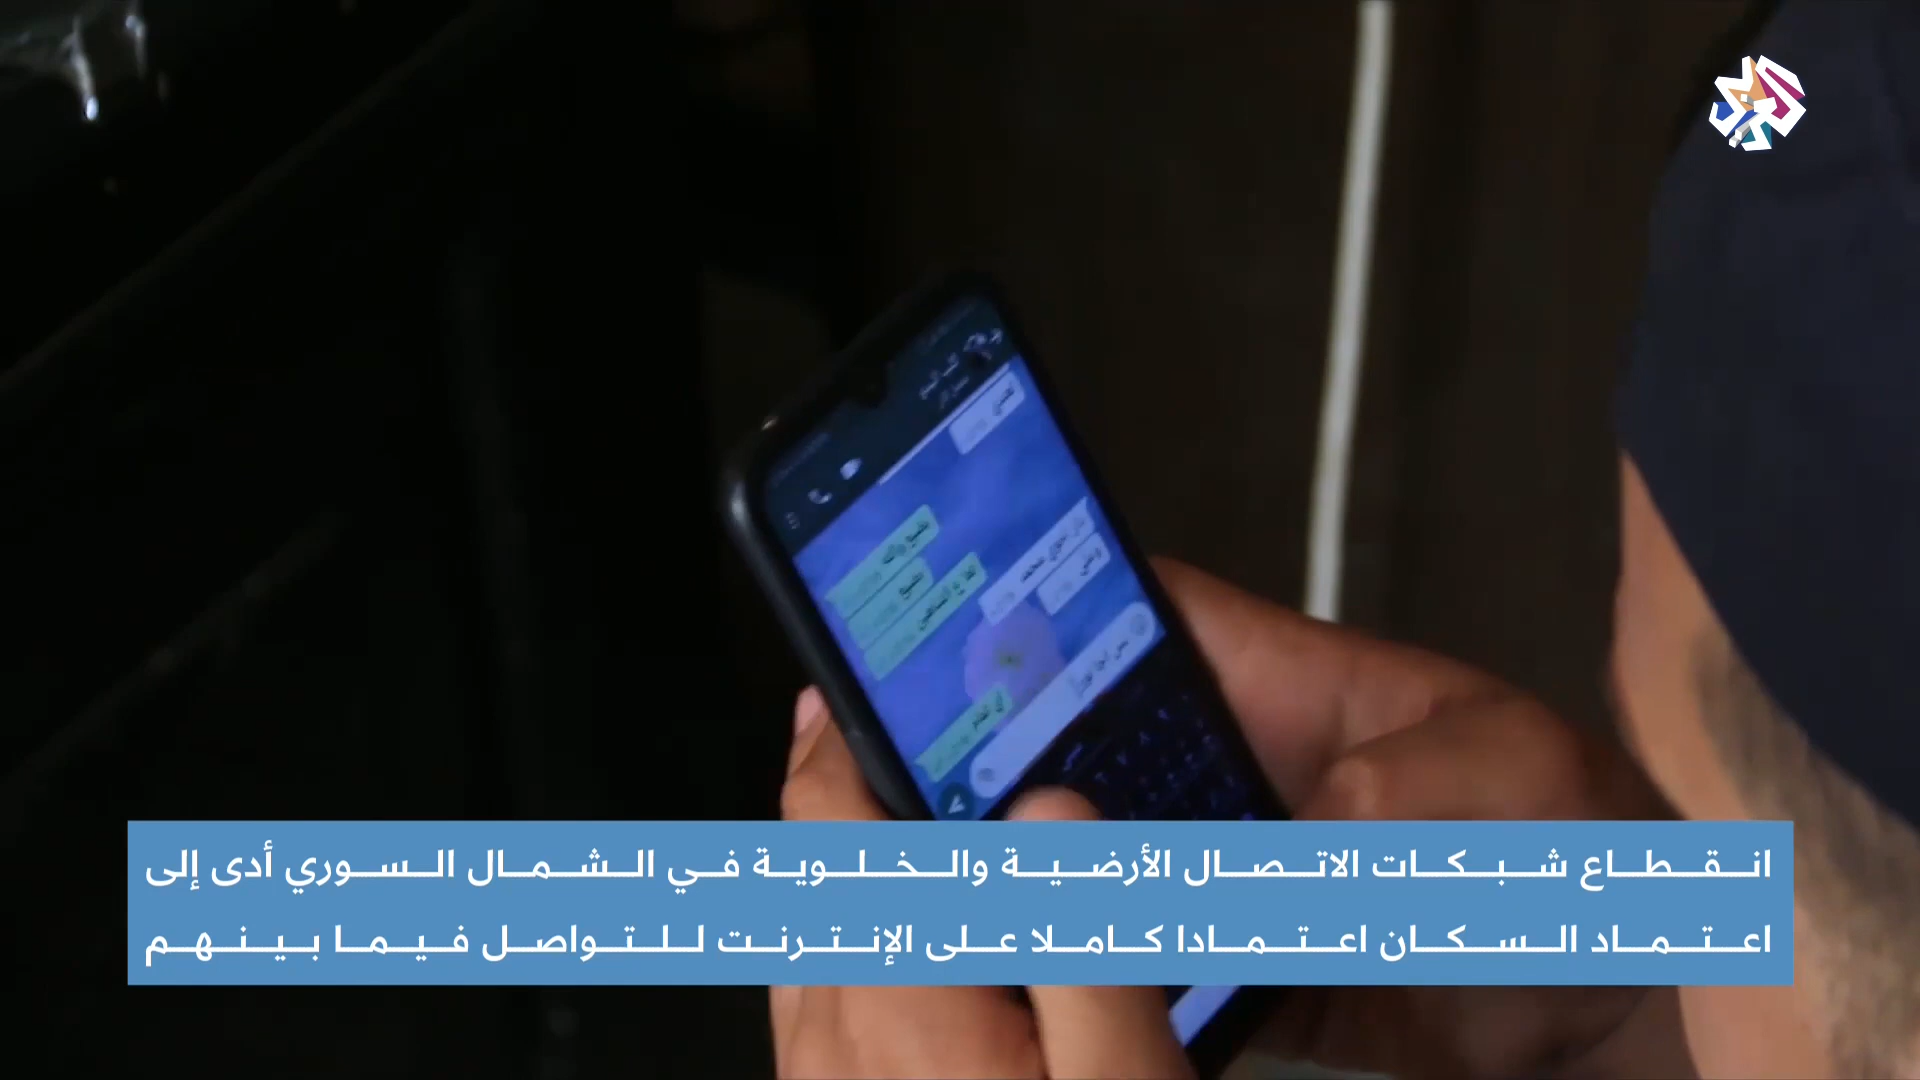 انقطاع شبكات الاتصال الأرضية والخلوية في الشمال السوري أدى إلى
اعتماد السكان اعتمادا كاملا على الإنترنت للتواصل فيما بينهم